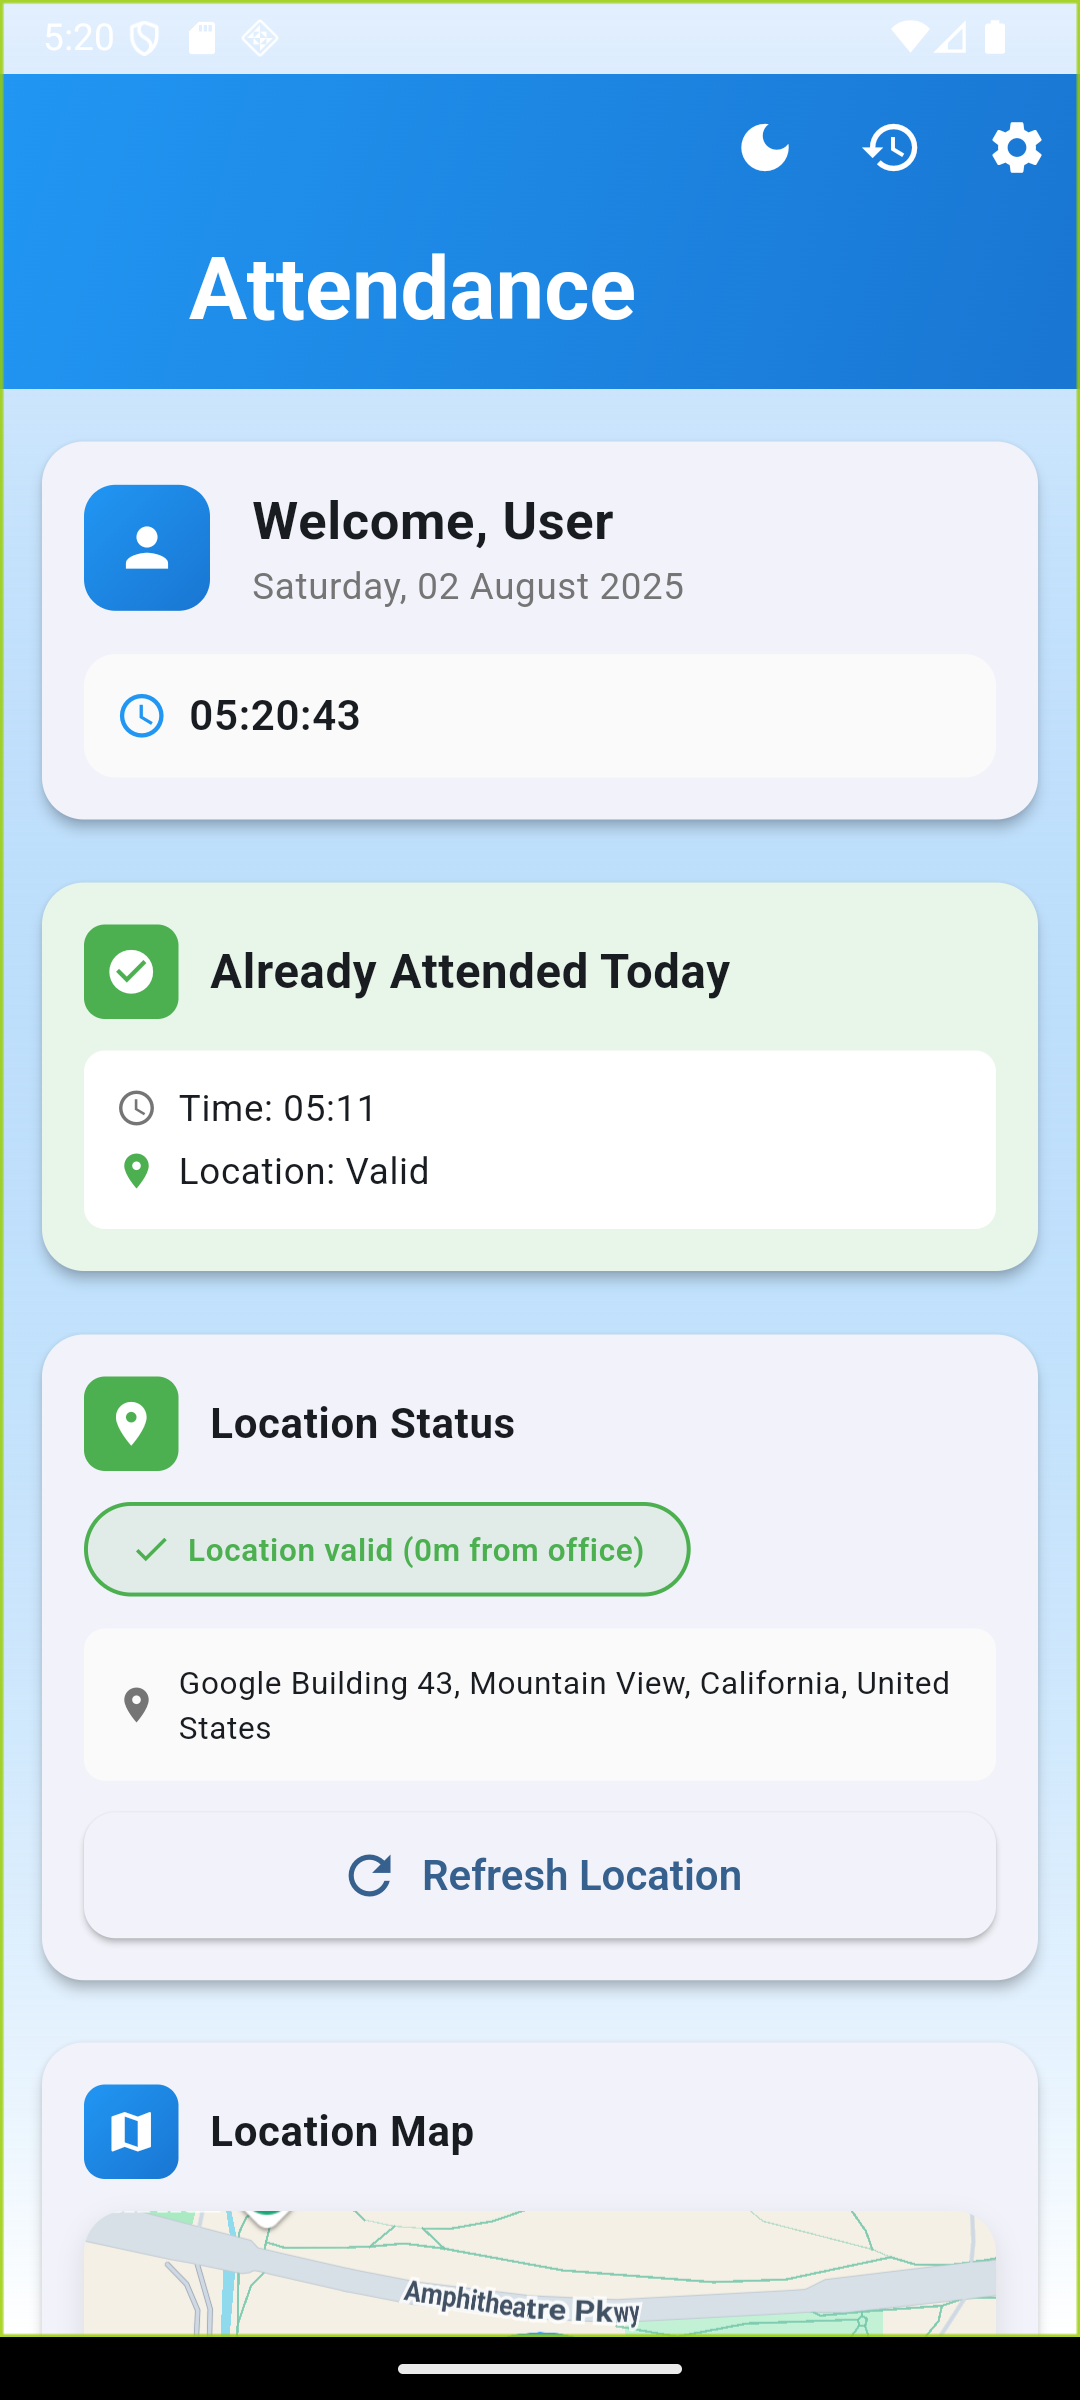 5:20
Attendance
Welcome, User
Saturday, 02 August 2025
05:20:43
Already Attended Today
Time: 05:11
Location: Valid
Location Status
Location valid (0m from office)
Google Building 43, Mountain View, California, United
States
Refresh Location
Location Map
Amphitheatre Pkwy